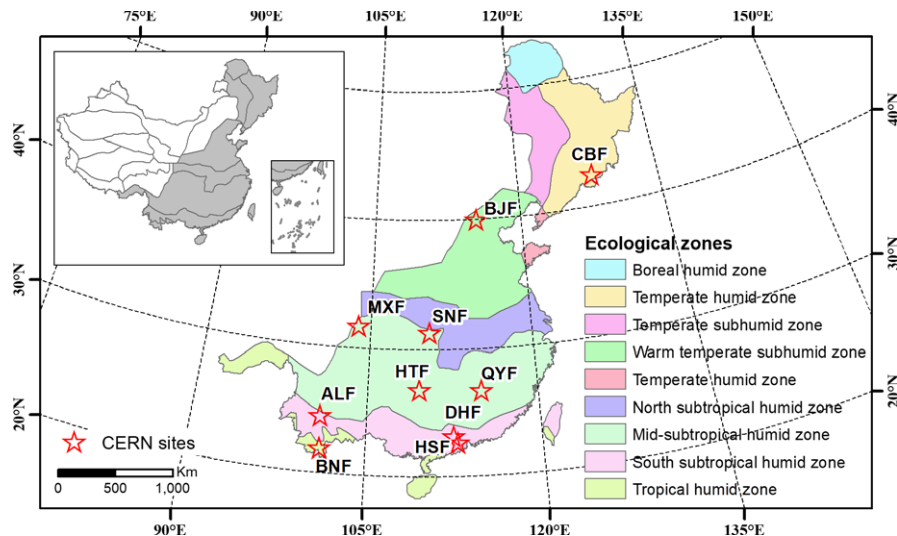 75°E 90°E 105°E 120°E 135°E 150°E
40°N
30°N
20°N
40°N
30°N
20°N
CBF
BJF
MXF
SNF
HTF
QYF
ALF
DHF
HSF
BNF
Ecological zones
Boreal humid zone
Temperate humid zone
Temperate subhumid zone
Warm temperate subhumid zone
Temperate humid zone
North subtropical humid zone
Mid-subtropical humid zone
South subtropical humid zone
Tropical humid zone
CERN sites
Km
0 500 1,000
90°E 105°E 120°E 135°E